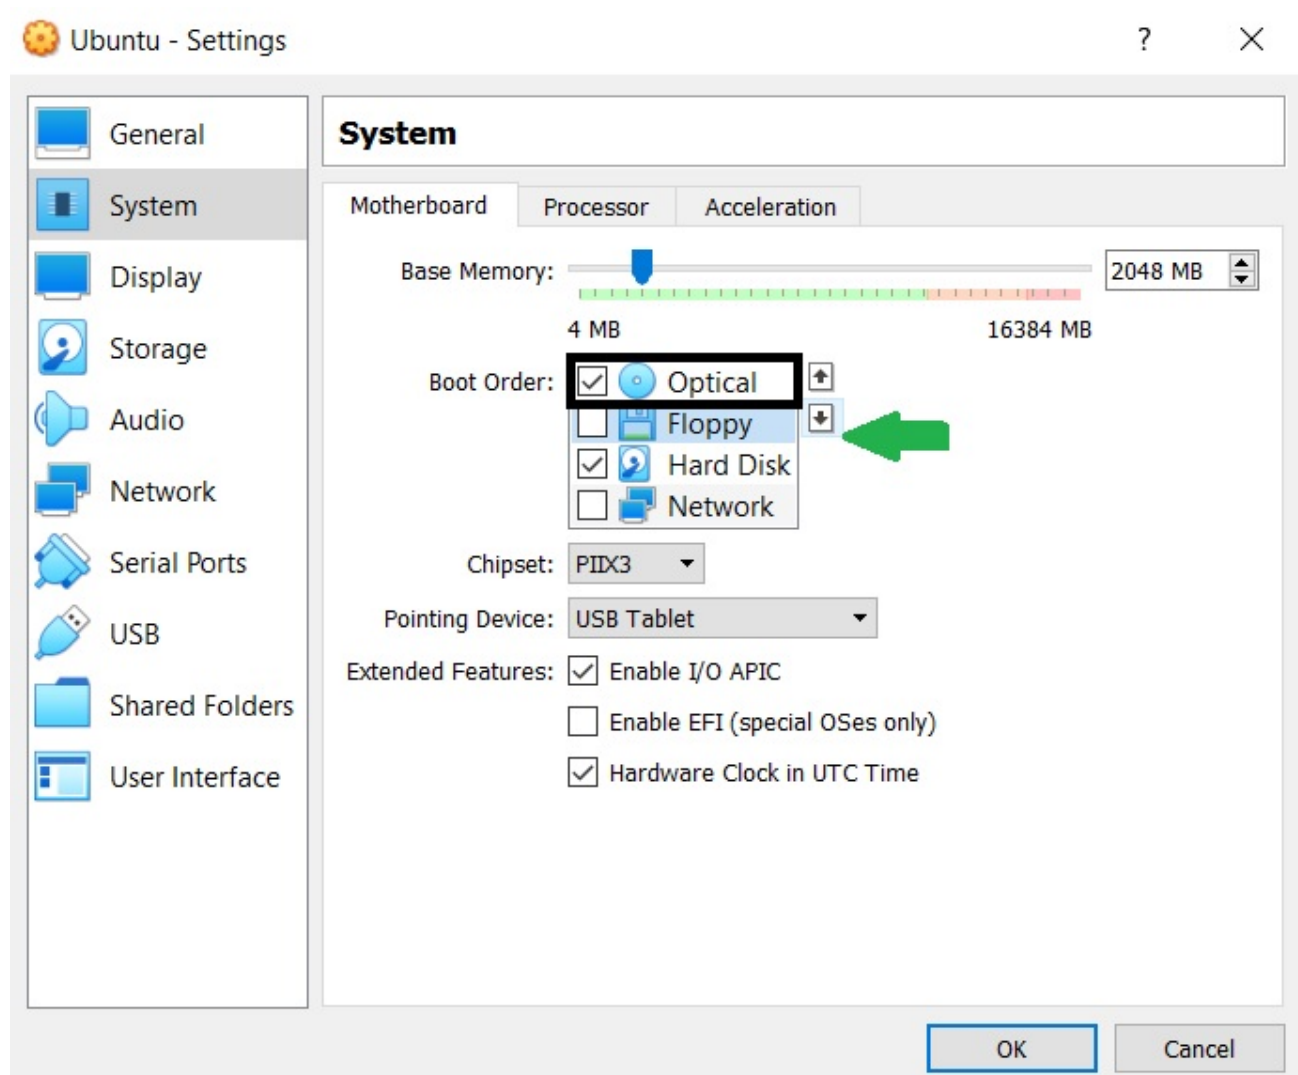 Ubuntu - Settings ?
General
System
Display
Storage
Audio
Network
Serial Ports
USB
Shared Folders
User Interface
System
Motherboard Processor Acceleration
Base Memory: 2048 MB
4 MB 16384 MB
Boot Order: Optical
Floppy
Hard Disk
Network
Chipset: PIIX3
Pointing Device: USB Tablet
Extended Features: Enable I/O APIC
Enable EFI (special OSes only)
Hardware Clock in UTC Time
OK Cancel